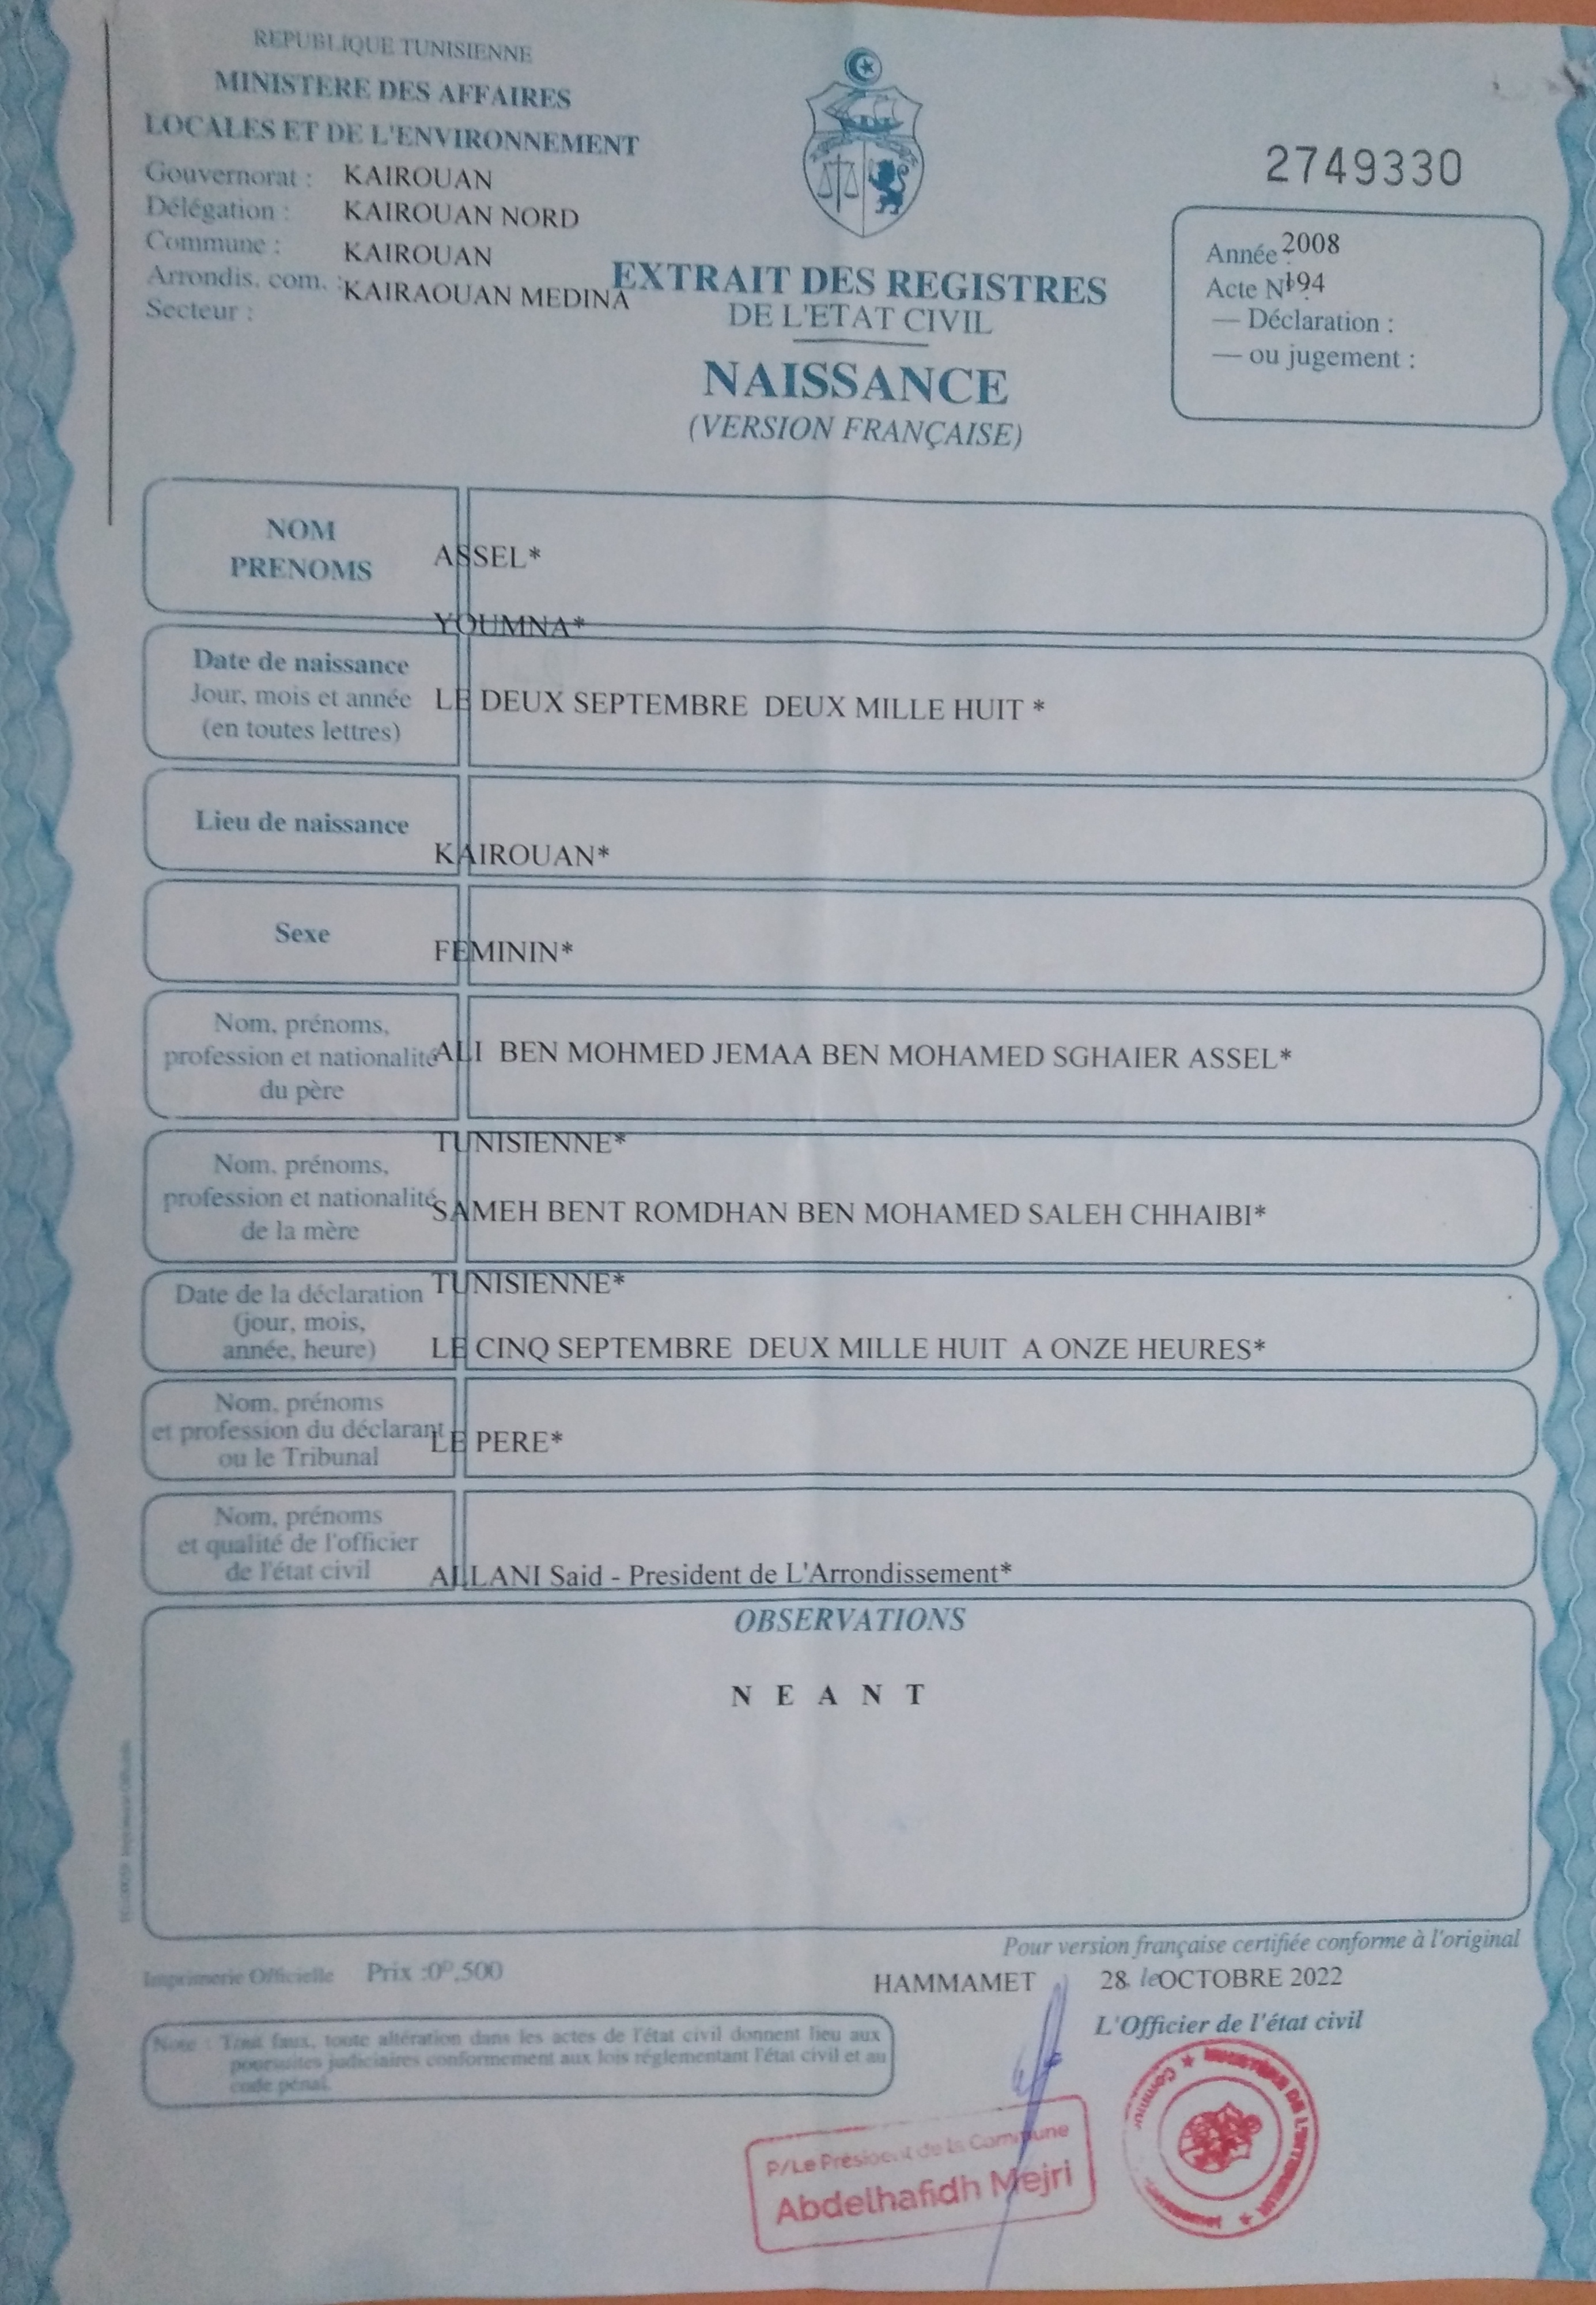 REPUBLIQUE TUNISIENNE
MINISTERE DES AFFAIRES
LOCALES ET DE L'ENVIRONNEMENT
Gouvernorat : KAIROUAN
Délégation : KAIROUAN NORD
Commune : KAIROUAN
Arrondis. com. : KAIRAOUAN MEDINA
Secteur :
EXTRAIT DES REGISTRES
DE L'ETAT CIVIL
NAISSANCE
(VERSION FRANÇAISE)
2749330
Année : 2008
Acte N° 194
— Déclaration :
— ou jugement :
NOM
PRENOMS
ASSEL*
YOUMNA*
Date de naissance
Jour, mois et année
(en toutes lettres)
LE DEUX SEPTEMBRE DEUX MILLE HUIT *
Lieu de naissance
KAIROUAN*
Sexe
FEMININ*
Nom, prénoms,
profession et nationalité
du père
ALI BEN MOHMED JEMAA BEN MOHAMED SGHAIER ASSEL*
TUNISIENNE*
Nom, prénoms,
profession et nationalité
de la mère
SAMEH BENT ROMDHAN BEN MOHAMED SALEH CHHAIBI*
TUNISIENNE*
Date de la déclaration
(jour, mois,
année, heure)
LE CINQ SEPTEMBRE DEUX MILLE HUIT A ONZE HEURES*
Nom, prénoms
et profession du déclarant
ou le Tribunal
LE PERE*
Nom, prénoms
et qualité de l'officier
de l'état civil
ALLANI Said - President de L'Arrondissement*
OBSERVATIONS
N E A N T
Pour version française certifiée conforme à l'original
Imprimerie Officielle Prix :0ᴰ,500
HAMMAMET 28 le OCTOBRE 2022
L'Officier de l'état civil
Note : Tout faux, toute altération dans les actes de l'état civil donnent lieu aux
poursuites judiciaires conformement aux lois réglementant l'état civil et au
code pénal.
P/Le Président de la Commune
Abdelhafidh Mejri
MINISTÈRE DE L'INTERIEUR